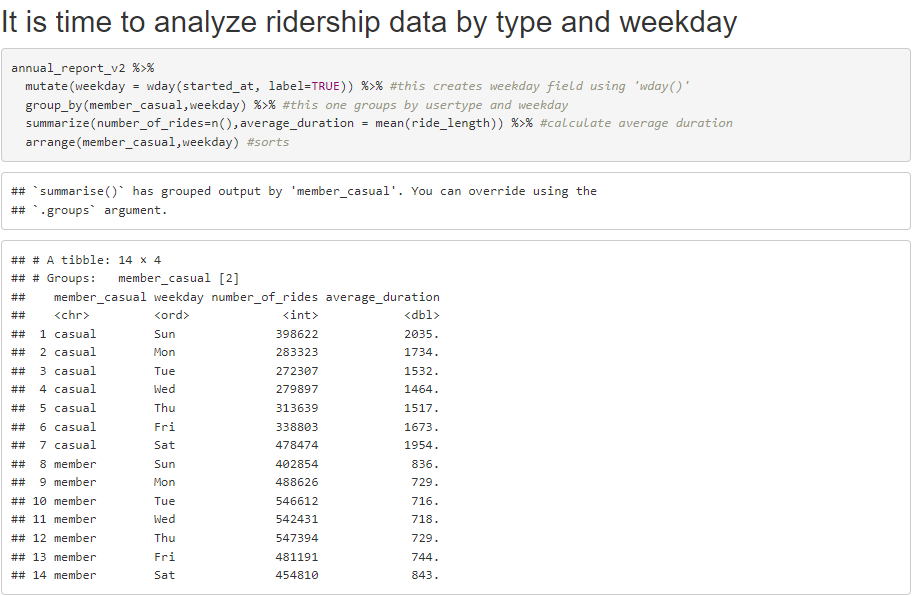 It is time to analyze ridership data by type and weekday
annual_report_v2 %>%
  mutate(weekday = wday(started_at, label=TRUE)) %>% #this creates weekday field using 'wday()'
  group_by(member_casual,weekday) %>% #this one groups by usertype and weekday
  summarize(number_of_rides=n(),average_duration = mean(ride_length)) %>% #calculate average duration
  arrange(member_casual,weekday) #sorts
## `summarise()` has grouped output by 'member_casual'. You can override using the
## `.groups` argument.
## # A tibble: 14 × 4
## # Groups:   member_casual [2]
##    member_casual weekday number_of_rides average_duration
##    <chr>         <ord>             <int>            <dbl>
##  1 casual        Sun              398622            2035.
##  2 casual        Mon              283323            1734.
##  3 casual        Tue              272307            1532.
##  4 casual        Wed              279897            1464.
##  5 casual        Thu              313639            1517.
##  6 casual        Fri              338803            1673.
##  7 casual        Sat              478474            1954.
##  8 member        Sun              402854             836.
##  9 member        Mon              488626             729.
## 10 member        Tue              546612             716.
## 11 member        Wed              542431             718.
## 12 member        Thu              547394             729.
## 13 member        Fri              481191             744.
## 14 member        Sat              454810             843.